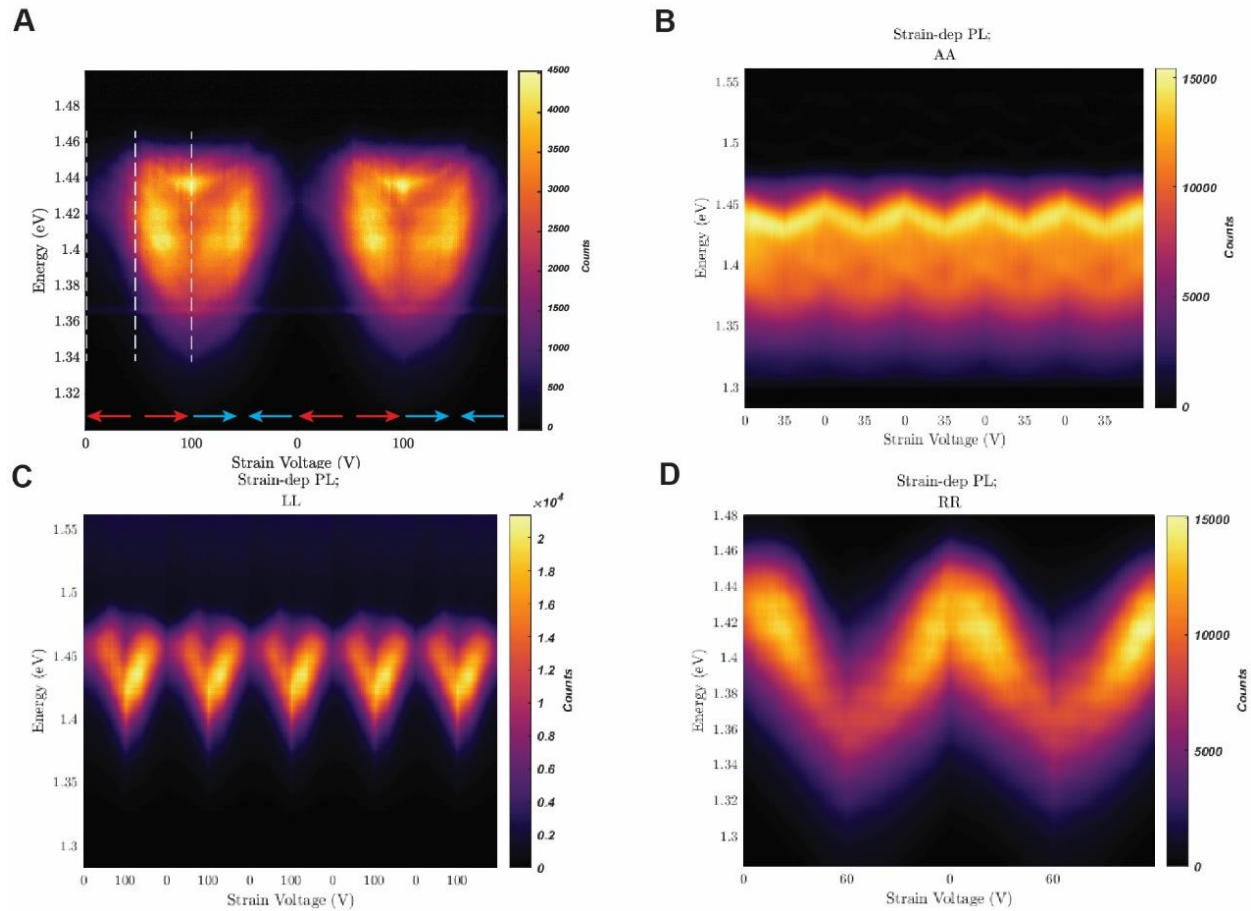 A
1.48
1.46
1.44
1.42
1.4
1.38
1.36
1.34
1.32
Energy (eV)
0 100 0 100
Strain Voltage (V)
4500
4000
3500
3000
2500
2000
1500
1000
500
0
Counts
B
Strain-dep PL;
AA
1.55
1.5
1.45
1.4
1.35
1.3
Energy (eV)
0 35 0 35 0 35 0 35 0 35
Strain Voltage (V)
15000
10000
5000
0
Counts
C
Strain-dep PL;
LL
1.55
1.5
1.45
1.4
1.35
1.3
Energy (eV)
0 100 0 100 0 100 0 100 0 100
Strain Voltage (V)
×10^4
2
1.8
1.6
1.4
1.2
1
0.8
0.6
0.4
0.2
0
Counts
D
Strain-dep PL;
RR
1.48
1.46
1.44
1.42
1.4
1.38
1.36
1.34
1.32
1.3
Energy (eV)
0 60 0 60
Strain Voltage (V)
15000
10000
5000
0
Counts